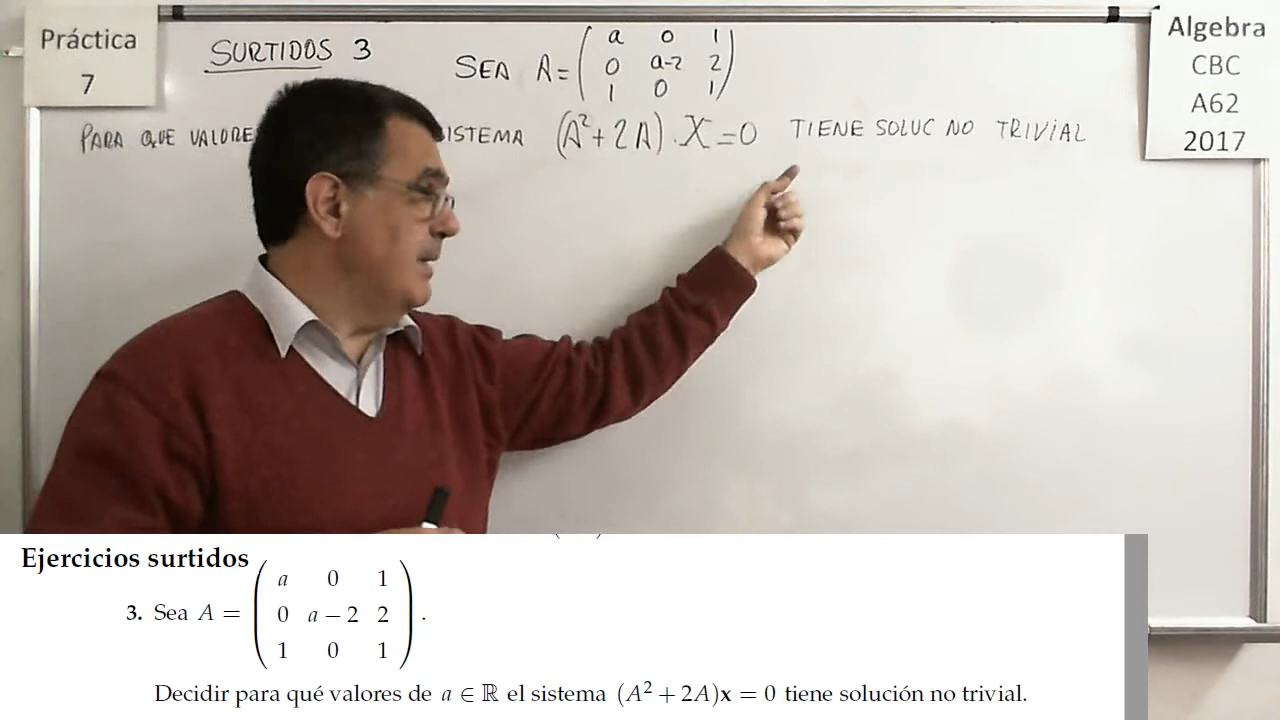 Práctica
7
SURTIDOS 3
SEA A = ( a 0 1
0 a-2 2
1 0 1 )
Algebra
CBC
A62
2017
PARA QUE VALORE ISTEMA (A² + 2A) . X = 0 TIENE SOLUC NO TRIVIAL
Ejercicios surtidos
3. Sea A = ( a 0 1
0 a − 2 2
1 0 1 ) .
Decidir para qué valores de a ∈ ℝ el sistema (A² + 2A)x = 0 tiene solución no trivial.